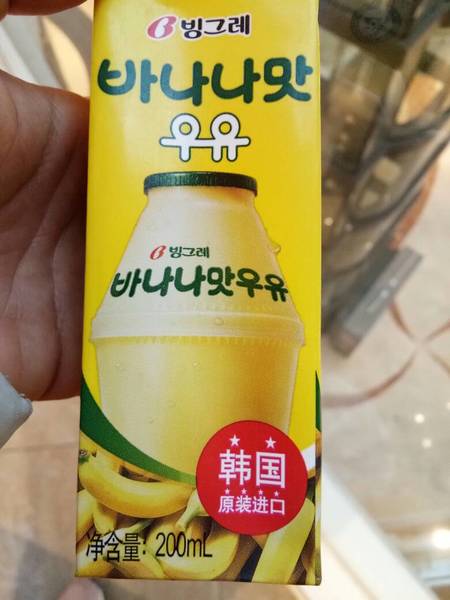 빙그레
바나나맛
우유
빙그레
바나나맛우유
韩国
原装进口
净含量: 200mL